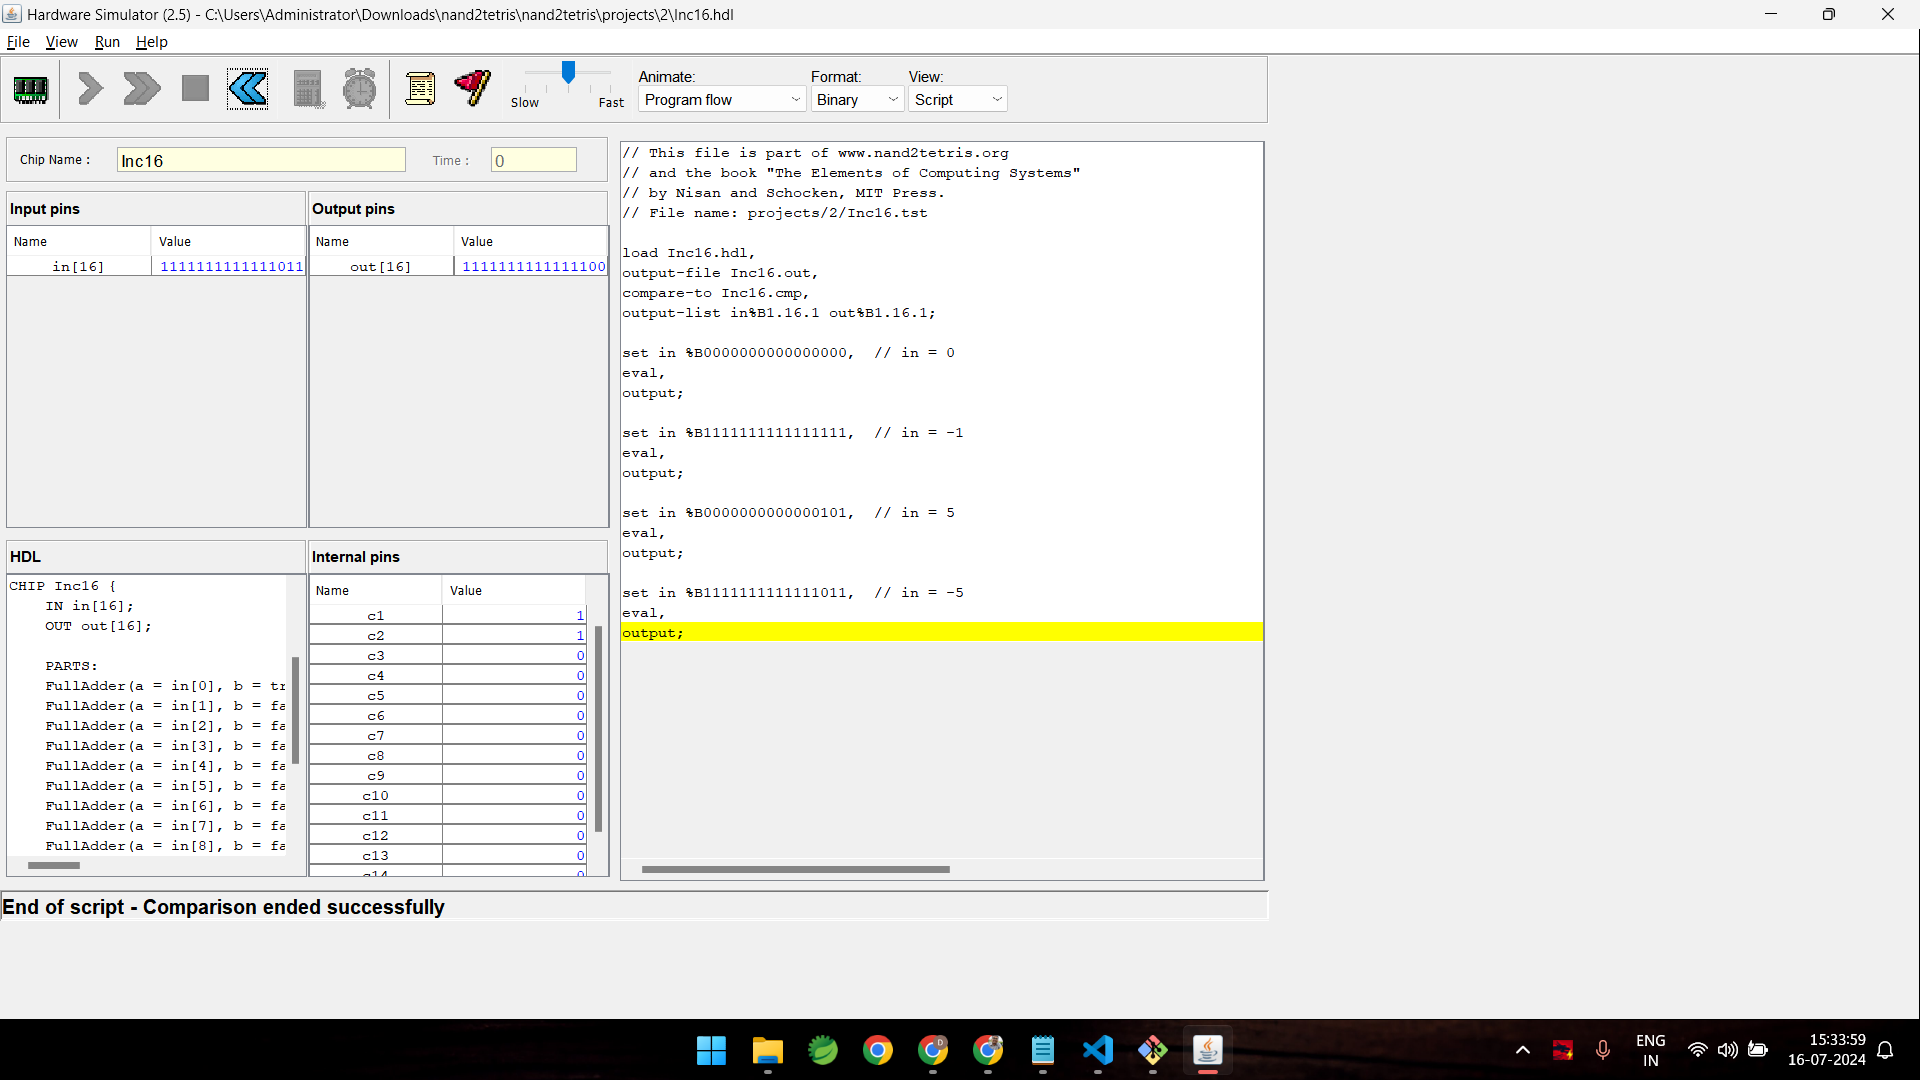 Hardware Simulator (2.5) - C:\Users\Administrator\Downloads\nand2tetris\nand2tetris\projects\2\Inc16.hdl
File View Run Help
Slow Fast
Animate: Format: View:
Program flow Binary Script
Chip Name : Inc16 Time : 0
Input pins
Name Value
in[16] 1111111111111011
Output pins
Name Value
out[16] 1111111111111100
HDL
CHIP Inc16 {
IN in[16];
OUT out[16];
PARTS:
FullAdder(a = in[0], b = tr
FullAdder(a = in[1], b = fa
FullAdder(a = in[2], b = fa
FullAdder(a = in[3], b = fa
FullAdder(a = in[4], b = fa
FullAdder(a = in[5], b = fa
FullAdder(a = in[6], b = fa
FullAdder(a = in[7], b = fa
FullAdder(a = in[8], b = fa
Internal pins
Name Value
c1 1
c2 1
c3 0
c4 0
c5 0
c6 0
c7 0
c8 0
c9 0
c10 0
c11 0
c12 0
c13 0
c14 0
// This file is part of www.nand2tetris.org
// and the book "The Elements of Computing Systems"
// by Nisan and Schocken, MIT Press.
// File name: projects/2/Inc16.tst
load Inc16.hdl,
output-file Inc16.out,
compare-to Inc16.cmp,
output-list in%B1.16.1 out%B1.16.1;
set in %B0000000000000000,  // in = 0
eval,
output;
set in %B1111111111111111,  // in = -1
eval,
output;
set in %B0000000000000101,  // in = 5
eval,
output;
set in %B1111111111111011,  // in = -5
eval,
output;
End of script - Comparison ended successfully
ENG
IN
15:33:59
16-07-2024